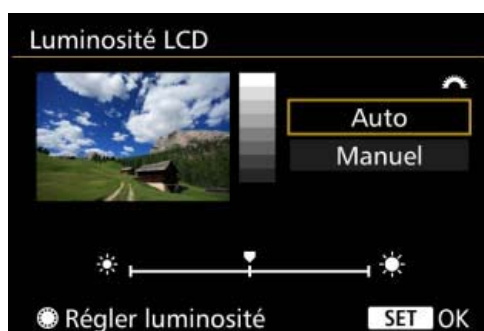 Luminosité LCD
Auto
Manuel
Régler luminosité
SET OK